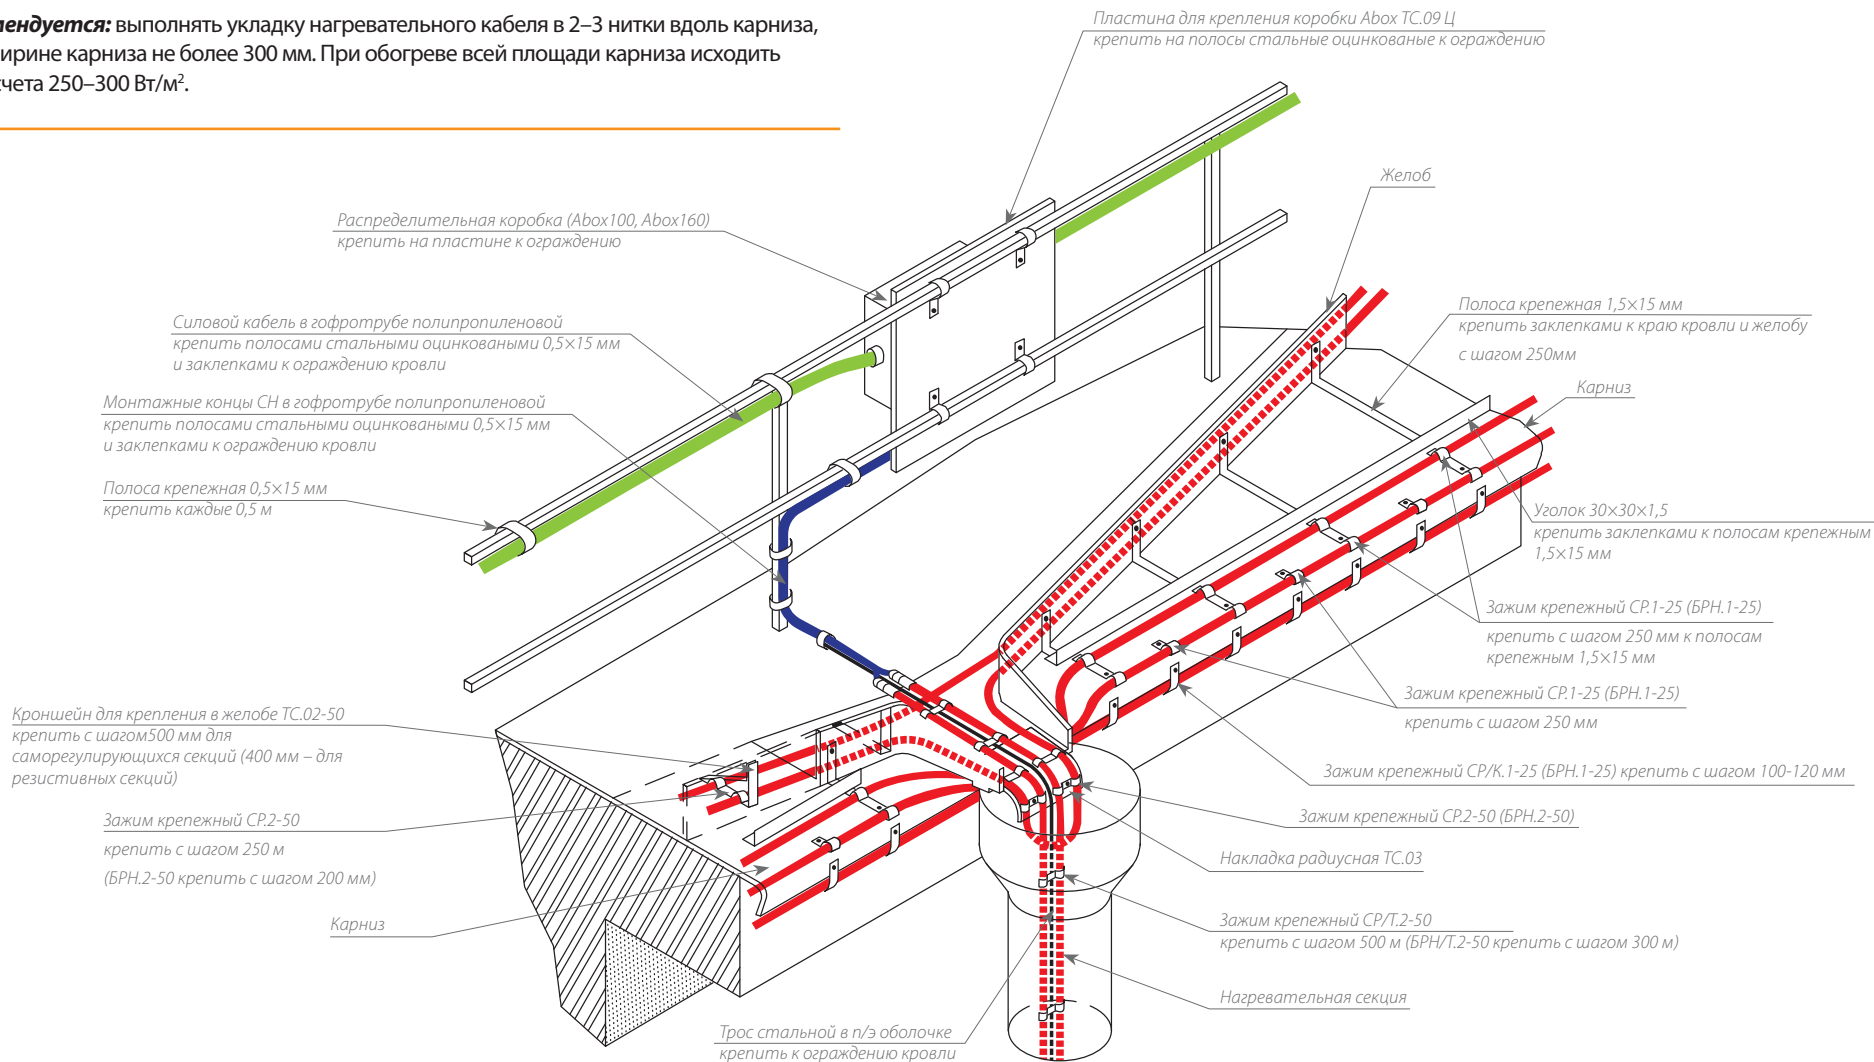 мендуется: выполнять укладку нагревательного кабеля в 2–3 нитки вдоль карниза,
ирине карниза не более 300 мм. При обогреве всей площади карниза исходить
счета 250–300 Вт/м².
Пластина для крепления коробки Abox ТС.09 Ц
крепить на полосы стальные оцинкованые к ограждению
Желоб
Распределительная коробка (Abox100, Abox160)
крепить на пластине к ограждению
Силовой кабель в гофротрубе полипропиленовой
крепить полосами стальными оцинковаными 0,5×15 мм
и заклепками к ограждению кровли
Монтажные концы СН в гофротрубе полипропиленовой
крепить полосами стальными оцинковаными 0,5×15 мм
и заклепками к ограждению кровли
Полоса крепежная 0,5×15 мм
крепить каждые 0,5 м
Полоса крепежная 1,5×15 мм
крепить заклепками к краю кровли и желобу
с шагом 250мм
Карниз
Уголок 30×30×1,5
крепить заклепками к полосам крепежным
1,5×15 мм
Зажим крепежный СР.1-25 (БРН.1-25)
крепить с шагом 250 мм к полосам
крепежным 1,5×15 мм
Зажим крепежный СР.1-25 (БРН.1-25)
крепить с шагом 250 мм
Зажим крепежный СР/К.1-25 (БРН.1-25) крепить с шагом 100-120 мм
Зажим крепежный СР.2-50 (БРН.2-50)
Накладка радиусная ТС.03
Зажим крепежный СР/Т.2-50
крепить с шагом 500 м (БРН/Т.2-50 крепить с шагом 300 м)
Нагревательная секция
Кроншейн для крепления в желобе ТС.02-50
крепить с шагом500 мм для
саморегулирующихся секций (400 мм – для
резистивных секций)
Зажим крепежный СР.2-50
крепить с шагом 250 м
(БРН.2-50 крепить с шагом 200 мм)
Карниз
Трос стальной в п/э оболочке
крепить к ограждению кровли